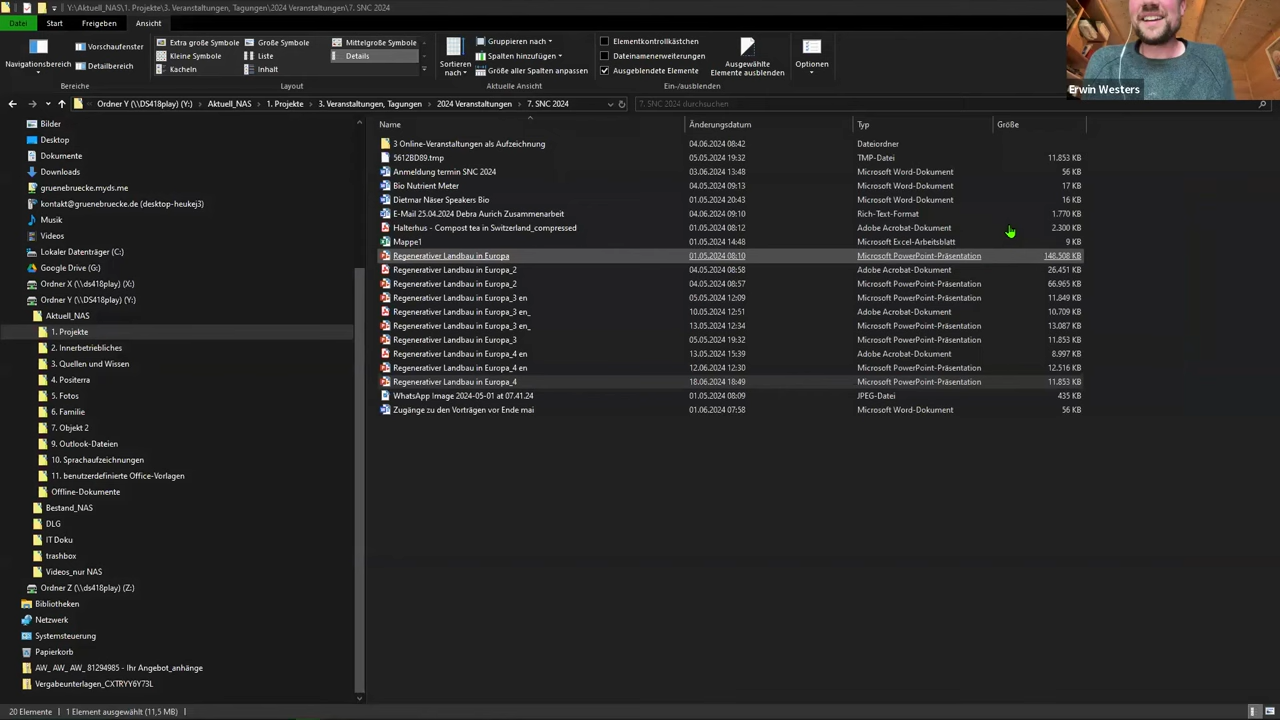 Y:\Aktuell_NAS\1. Projekte\3. Veranstaltungen, Tagungen\2024 Veranstaltungen\7. SNC 2024
Datei Start Freigeben Ansicht
Navigationsbereich
Vorschaufenster
Detailbereich
Bereiche
Extra große Symbole Große Symbole Mittelgroße Symbole
Kleine Symbole Liste Details
Kacheln Inhalt
Layout
Sortieren nach
Gruppieren nach
Spalten hinzufügen
Größe aller Spalten anpassen
Aktuelle Ansicht
Elementkontrollkästchen
Dateinamenerweiterungen
Ausgeblendete Elemente
Ausgewählte Elemente ausblenden
Ein-/ausblenden
Optionen
Erwin Westers
Ordner Y (\\DS418play) (Y:) Aktuell_NAS 1. Projekte 3. Veranstaltungen, Tagungen 2024 Veranstaltungen 7. SNC 2024
7. SNC 2024 durchsuchen
Bilder
Desktop
Dokumente
Downloads
gruenebruecke.myds.me
kontakt@gruenebruecke.de (desktop-heukej3)
Musik
Videos
Lokaler Datenträger (C:)
Google Drive (G:)
Ordner X (\\ds418play) (X:)
Ordner Y (\\DS418play) (Y:)
Aktuell_NAS
1. Projekte
2. Innerbetriebliches
3. Quellen und Wissen
4. Positerra
5. Fotos
6. Familie
7. Objekt 2
9. Outlook-Dateien
10. Sprachaufzeichnungen
11. benutzerdefinierte Office-Vorlagen
Offline-Dokumente
Bestand_NAS
DLG
IT Doku
trashbox
Videos_nur NAS
Ordner Z (\\ds418play) (Z:)
Bibliotheken
Netzwerk
Systemsteuerung
Papierkorb
AW_ AW_ AW_ 81294985 - Ihr Angebot_anhänge
Vergabeunterlagen_CXTRYY6Y73L
Name Änderungsdatum Typ Größe
3 Online-Veranstaltungen als Aufzeichnung 04.06.2024 08:42 Dateiordner
5612BD89.tmp 05.05.2024 19:32 TMP-Datei 11.853 KB
Anmeldung termin SNC 2024 03.06.2024 13:48 Microsoft Word-Dokument 56 KB
Bio Nutrient Meter 04.05.2024 09:13 Microsoft Word-Dokument 17 KB
Dietmar Näser Speakers Bio 01.05.2024 20:43 Microsoft Word-Dokument 16 KB
E-Mail 25.04.2024 Debra Aurich Zusammenarbeit 04.06.2024 09:10 Rich-Text-Format 1.770 KB
Halterhus - Compost tea in Switzerland_compressed 01.05.2024 08:12 Adobe Acrobat-Dokument 2.300 KB
Mappe1 01.05.2024 14:48 Microsoft Excel-Arbeitsblatt 9 KB
Regenerativer Landbau in Europa 01.05.2024 08:10 Microsoft PowerPoint-Präsentation 148.508 KB
Regenerativer Landbau in Europa_2 04.05.2024 08:57 Adobe Acrobat-Dokument 26.451 KB
Regenerativer Landbau in Europa_2 04.05.2024 08:58 Microsoft PowerPoint-Präsentation 66.965 KB
Regenerativer Landbau in Europa_3 en 05.05.2024 12:09 Microsoft PowerPoint-Präsentation 11.849 KB
Regenerativer Landbau in Europa_3 en_ 10.05.2024 12:51 Adobe Acrobat-Dokument 10.709 KB
Regenerativer Landbau in Europa_3 en_ 13.05.2024 12:34 Microsoft PowerPoint-Präsentation 13.087 KB
Regenerativer Landbau in Europa_3 05.05.2024 19:32 Microsoft PowerPoint-Präsentation 11.853 KB
Regenerativer Landbau in Europa_4 en 13.05.2024 15:39 Adobe Acrobat-Dokument 8.997 KB
Regenerativer Landbau in Europa_4 en 12.06.2024 12:30 Microsoft PowerPoint-Präsentation 12.516 KB
Regenerativer Landbau in Europa_4 18.06.2024 18:49 Microsoft PowerPoint-Präsentation 11.853 KB
WhatsApp Image 2024-05-01 at 07.41.24 01.05.2024 08:09 JPEG-Datei 435 KB
Zugänge zu den Vorträgen vor Ende mai 01.06.2024 07:58 Microsoft Word-Dokument 56 KB
20 Elemente 1 Element ausgewählt (11,5 MB)